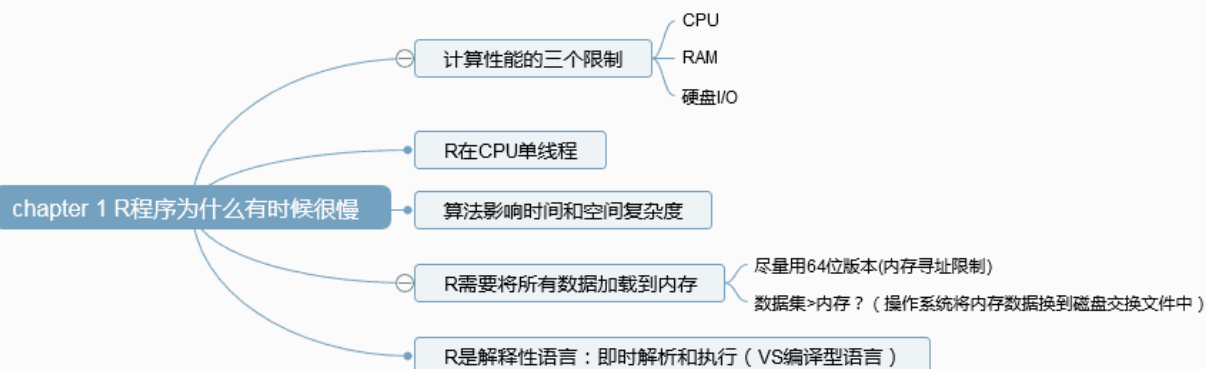 计算性能的三个限制
CPU
RAM
硬盘I/O
R在CPU单线程
chapter 1 R程序为什么有时候很慢
算法影响时间和空间复杂度
R需要将所有数据加载到内存
尽量用64位版本(内存寻址限制)
数据集>内存？（操作系统将内存数据换到磁盘交换文件中）
R是解释性语言：即时解析和执行（VS编译型语言）